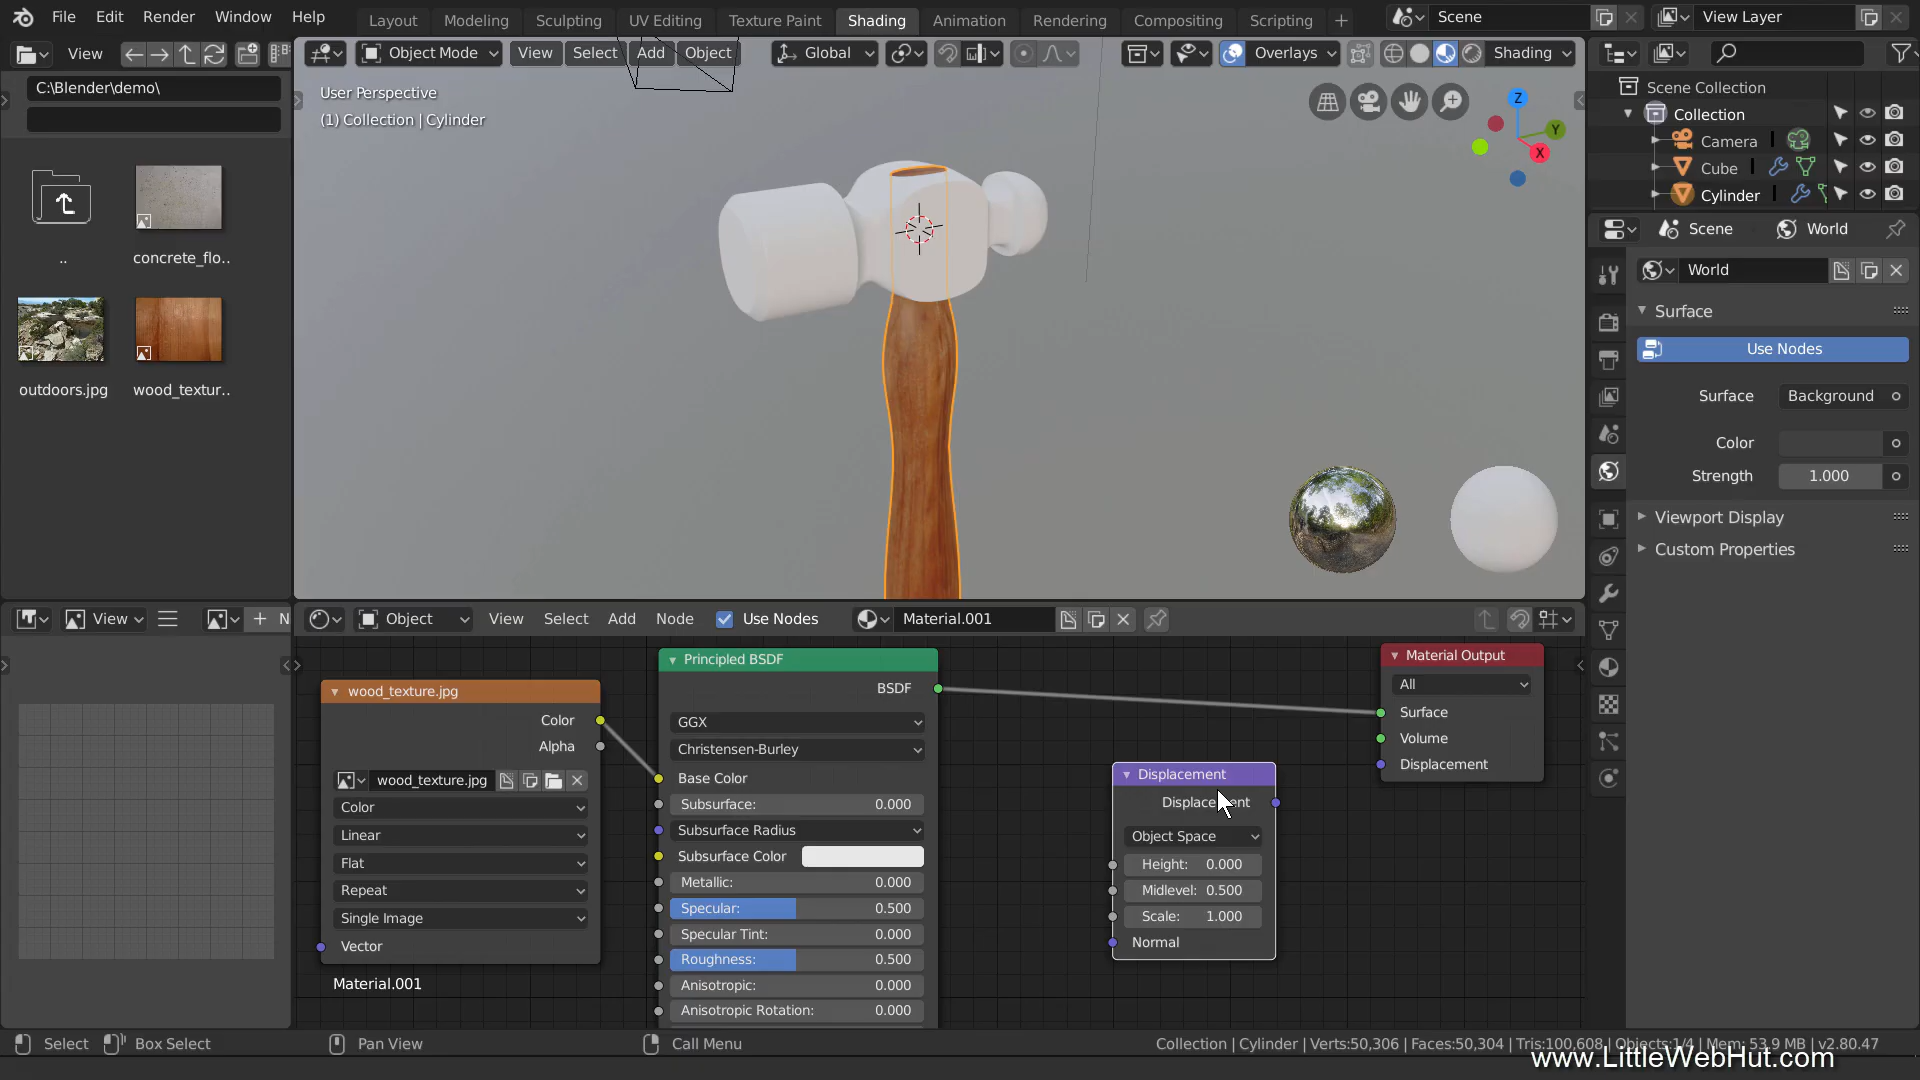 File Edit Render Window Help Layout Modeling Sculpting UV Editing Texture Paint Shading Animation Rendering Compositing Scripting + Scene View Layer
View Object Mode View Select Add Object Global Overlays Shading
C:\Blender\demo\
..
concrete_flo..
outdoors.jpg
wood_textur..
User Perspective
(1) Collection | Cylinder
Z
Y
X
Scene Collection
Collection
Camera
Cube
Cylinder
Scene World
World
Surface
Use Nodes
Surface Background
Color
Strength 1.000
Viewport Display
Custom Properties
View + N
Object View Select Add Node Use Nodes Material.001
wood_texture.jpg
Color
Alpha
wood_texture.jpg
Color
Linear
Flat
Repeat
Single Image
Vector
Material.001
Principled BSDF
BSDF
GGX
Christensen-Burley
Base Color
Subsurface: 0.000
Subsurface Radius
Subsurface Color
Metallic: 0.000
Specular: 0.500
Specular Tint: 0.000
Roughness: 0.500
Anisotropic: 0.000
Anisotropic Rotation: 0.000
Displacement
Displacement
Object Space
Height: 0.000
Midlevel: 0.500
Scale: 1.000
Normal
Material Output
All
Surface
Volume
Displacement
Select Box Select Pan View Call Menu Collection | Cylinder | Verts:50,306 | Faces:50,304 | Tris:100,608 | Objects:1/4 | Mem: 53.9 MB | v2.80.47
www.LittleWebHut.com